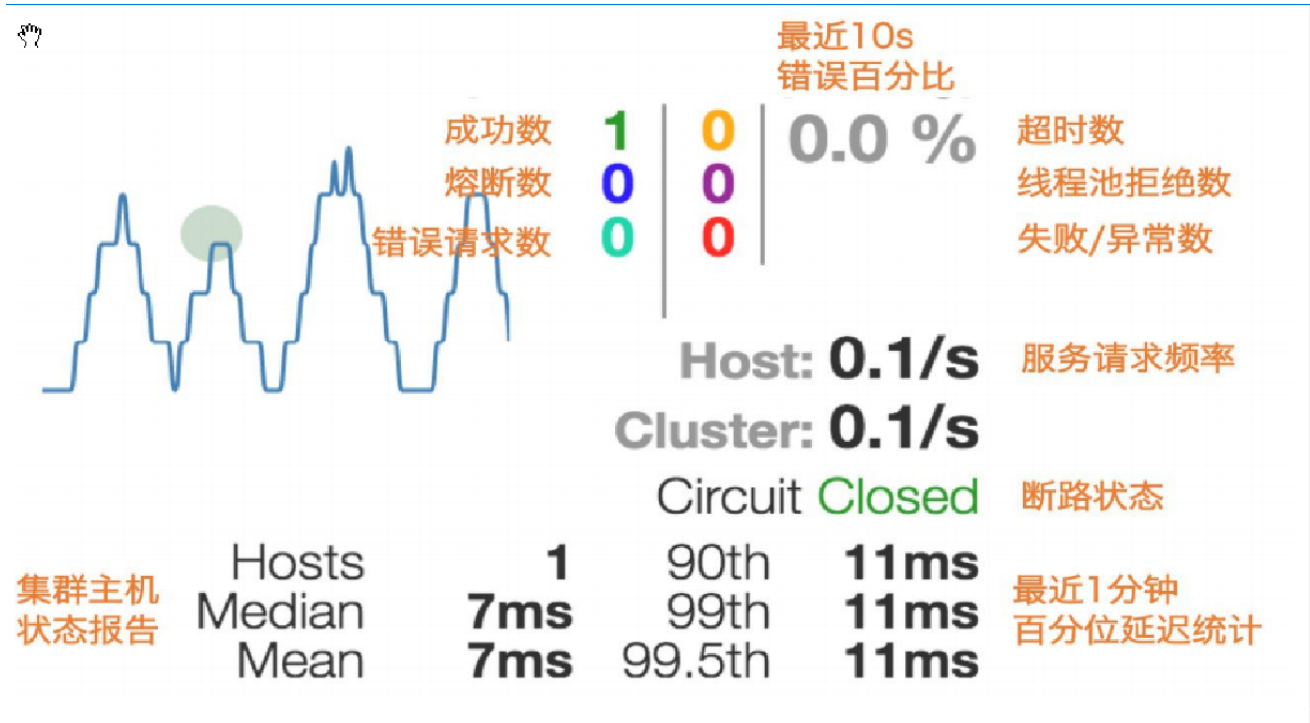 最近10s
错误百分比
成功数 1 0 0.0 % 超时数
熔断数 0 0 线程池拒绝数
错误请求数 0 0 失败/异常数
Host: 0.1/s 服务请求频率
Cluster: 0.1/s
Circuit Closed 断路状态
集群主机
状态报告
Hosts 1 90th 11ms
Median 7ms 99th 11ms
Mean 7ms 99.5th 11ms
最近1分钟
百分位延迟统计